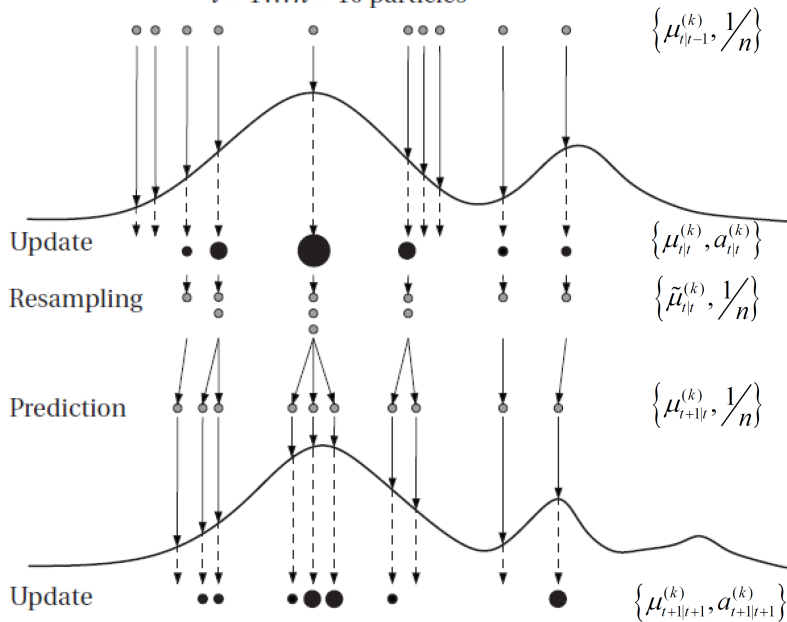 particles
{μ_{t|t-1}^{(k)}, 1/n}
Update {μ_{t|t}^{(k)}, a_{t|t}^{(k)}}
Resampling {μ̃_{t|t}^{(k)}, 1/n}
Prediction {μ_{t+1|t}^{(k)}, 1/n}
Update {μ_{t+1|t+1}^{(k)}, a_{t+1|t+1}^{(k)}}